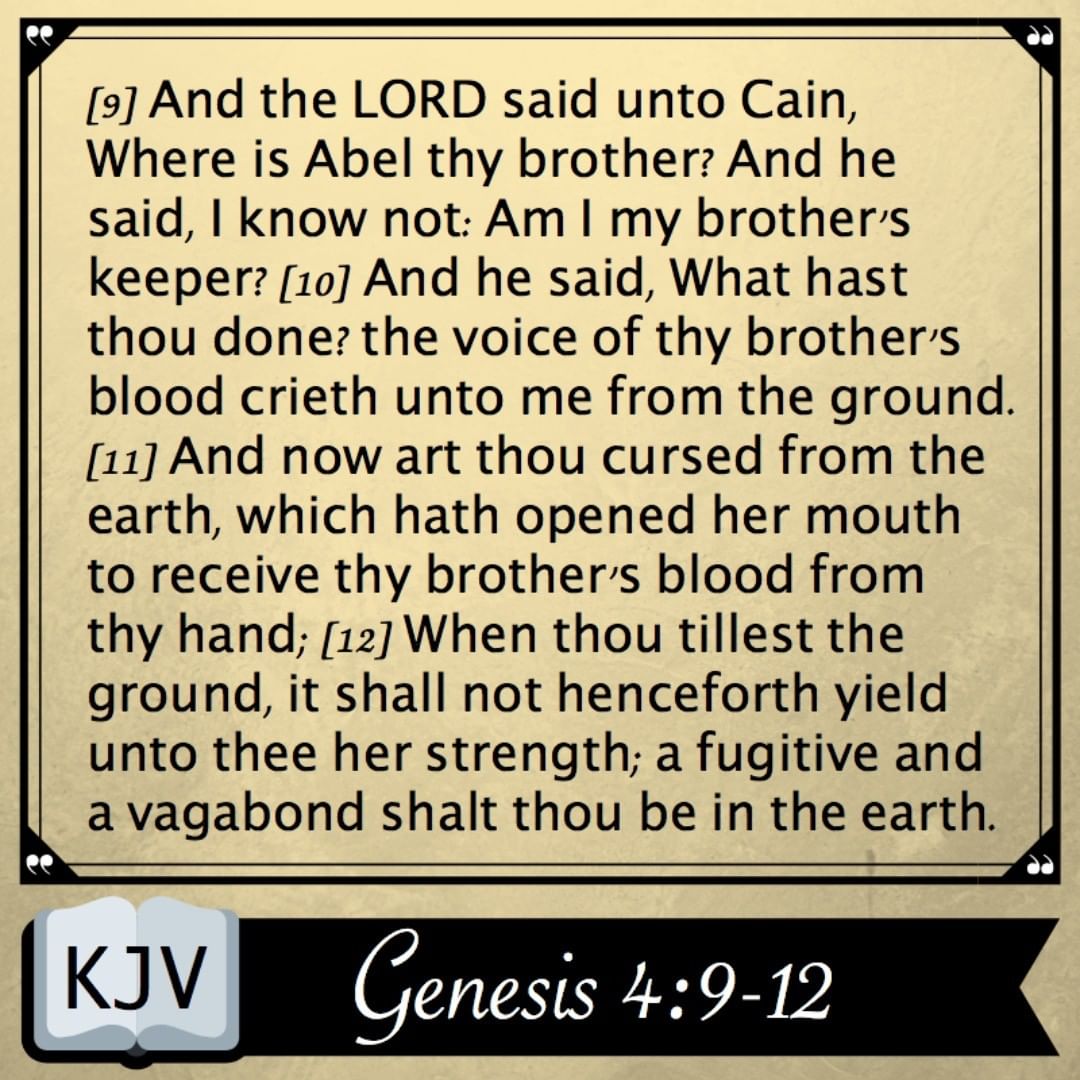 [9] And the LORD said unto Cain,
Where is Abel thy brother? And he
said, I know not: Am I my brother's
keeper? [10] And he said, What hast
thou done? the voice of thy brother's
blood crieth unto me from the ground.
[11] And now art thou cursed from the
earth, which hath opened her mouth
to receive thy brother's blood from
thy hand; [12] When thou tillest the
ground, it shall not henceforth yield
unto thee her strength; a fugitive and
a vagabond shalt thou be in the earth.
KJV
Genesis 4:9-12